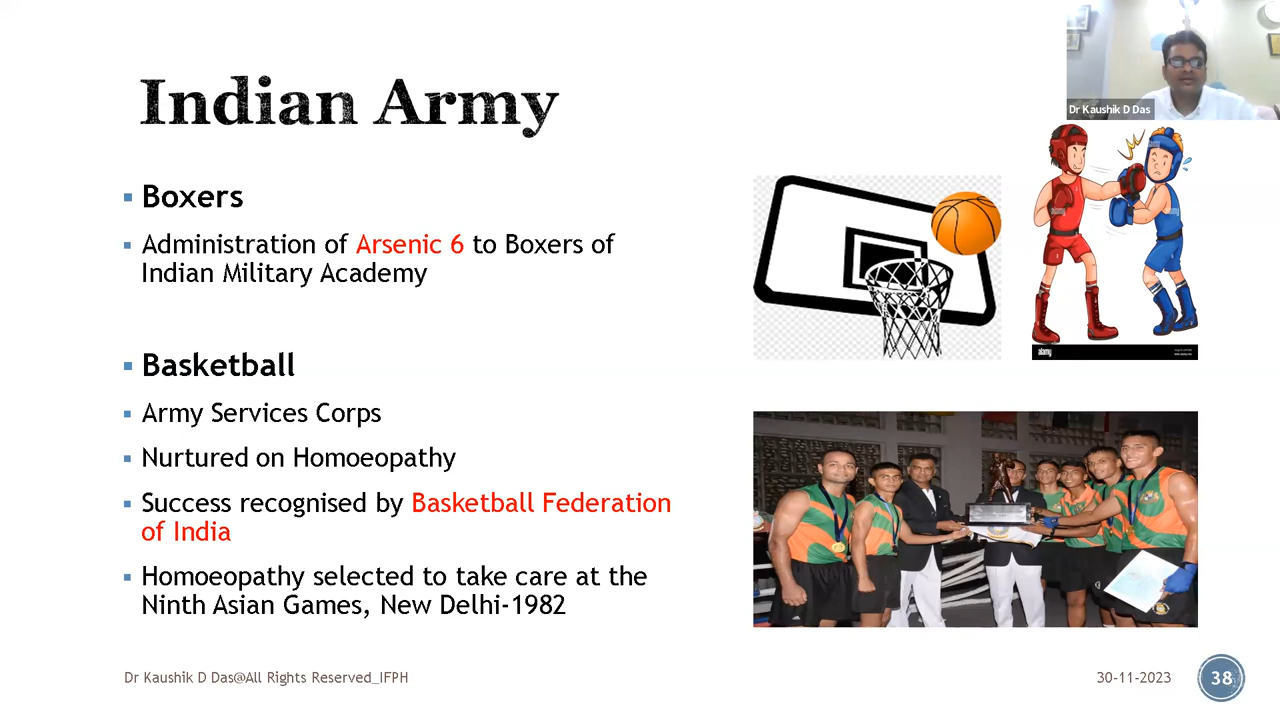 Indian Army
Boxers
Administration of Arsenic 6 to Boxers of
Indian Military Academy
Basketball
Army Services Corps
Nurtured on Homoeopathy
Success recognised by Basketball Federation
of India
Homoeopathy selected to take care at the
Ninth Asian Games, New Delhi-1982
Dr Kaushik D Das
alamy
Dr Kaushik D Das@All Rights Reserved_IFPH
30-11-2023
38